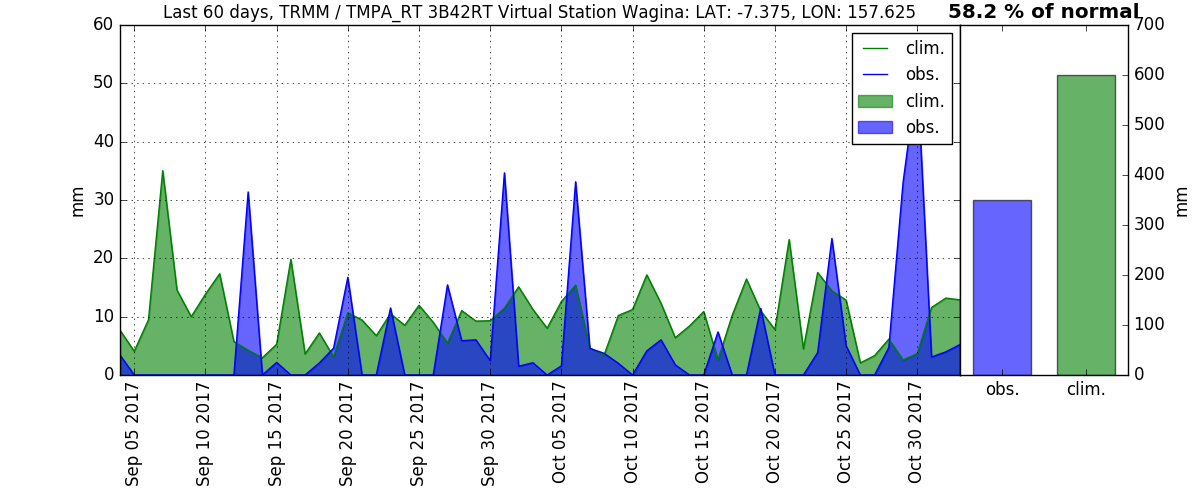 Last 60 days, TRMM / TMPA_RT 3B42RT Virtual Station Wagina: LAT: -7.375, LON: 157.625
58.2 % of normal
clim.
obs.
clim.
obs.
60
50
40
30
20
10
0
mm
Sep 05 2017
Sep 10 2017
Sep 15 2017
Sep 20 2017
Sep 25 2017
Sep 30 2017
Oct 05 2017
Oct 10 2017
Oct 15 2017
Oct 20 2017
Oct 25 2017
Oct 30 2017
700
600
500
400
300
200
100
0
mm
obs.
clim.